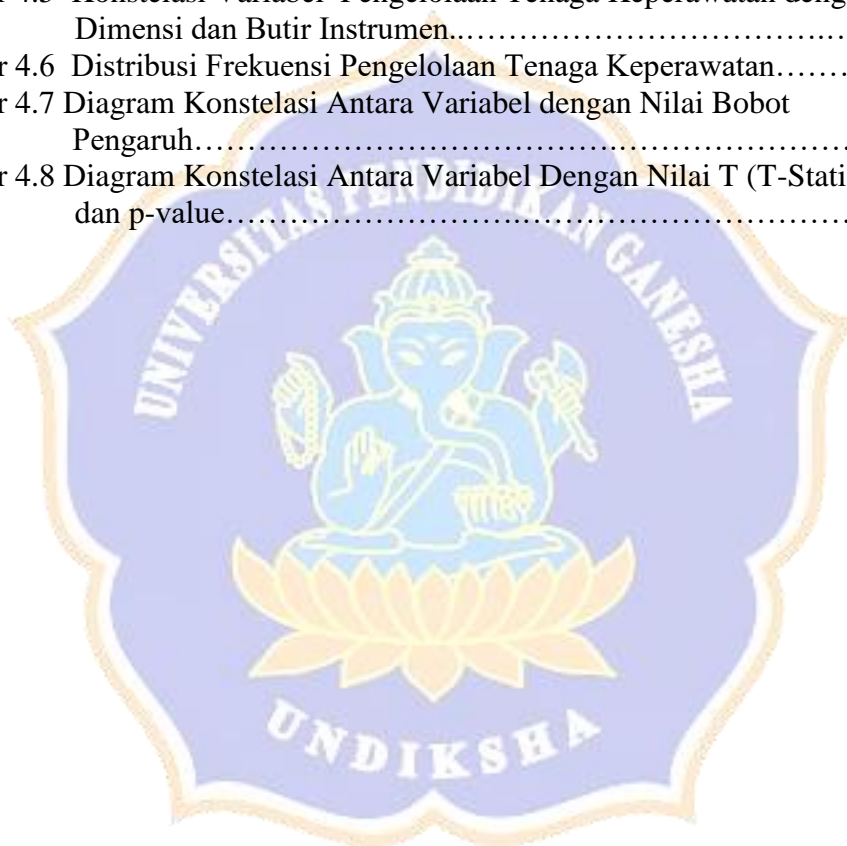 r 4.5 Konstelasi Variabel Pengelolaan Tenaga Keperawatan deng
Dimensi dan Butir Instrumen..……………………………….…
r 4.6 Distribusi Frekuensi Pengelolaan Tenaga Keperawatan………
r 4.7 Diagram Konstelasi Antara Variabel dengan Nilai Bobot
Pengaruh……………………………………….……………………
r 4.8 Diagram Konstelasi Antara Variabel Dengan Nilai T (T-Stati
dan p-value…………………………….………………………………
UNIVERSITAS PENDIDIKAN GANESHA
UNDIKSHA